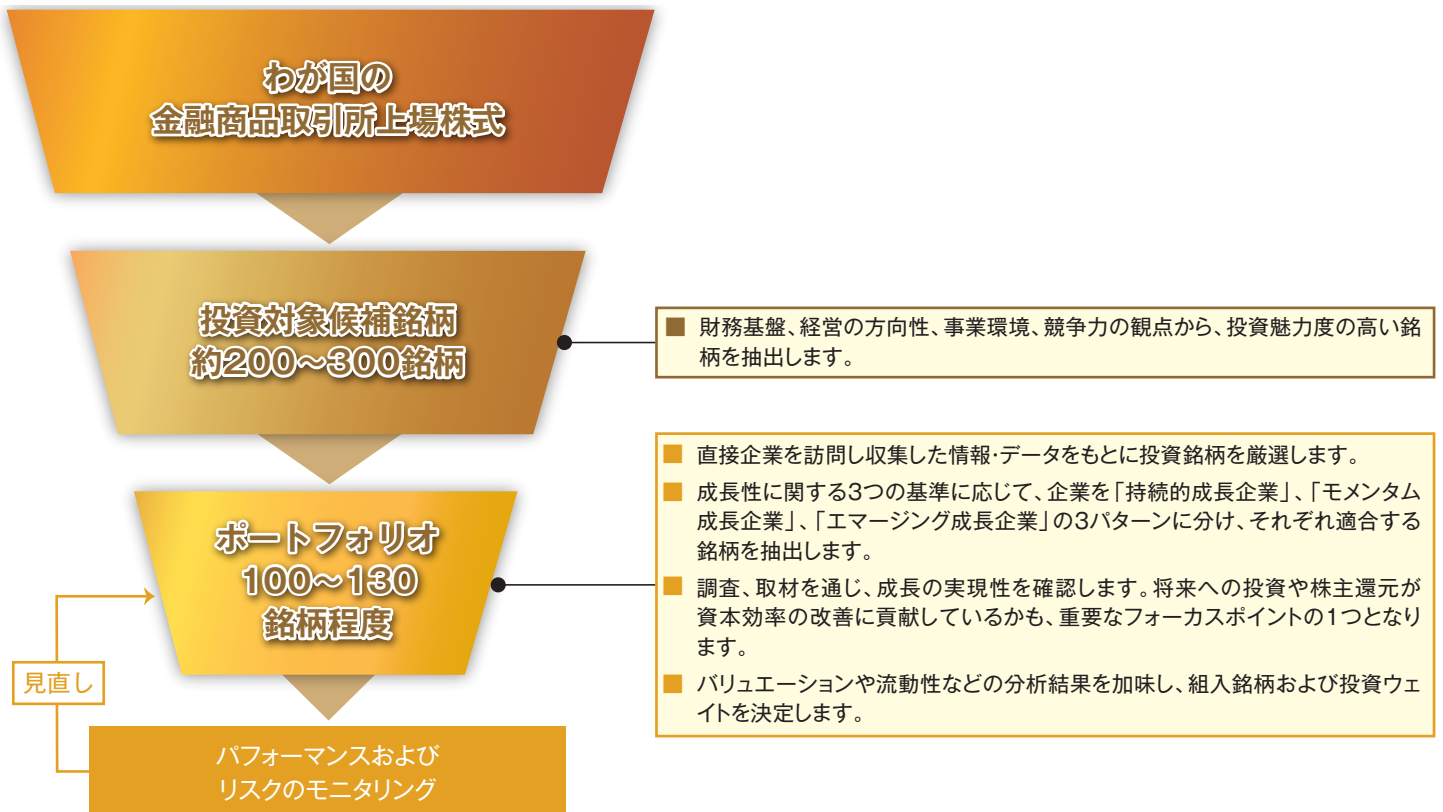 わが国の
金融商品取引所上場株式
投資対象候補銘柄
約200～300銘柄
■ 財務基盤、経営の方向性、事業環境、競争力の観点から、投資魅力度の高い銘
柄を抽出します。
ポートフォリオ
100～130
銘柄程度
■ 直接企業を訪問し収集した情報・データをもとに投資銘柄を厳選します。
■ 成長性に関する3つの基準に応じて、企業を「持続的成長企業」、「モメンタム
成長企業」、「エマージング成長企業」の3パターンに分け、それぞれ適合する
銘柄を抽出します。
■ 調査、取材を通じ、成長の実現性を確認します。将来への投資や株主還元が
資本効率の改善に貢献しているかも、重要なフォーカスポイントの1つとなり
ます。
■ バリュエーションや流動性などの分析結果を加味し、組入銘柄および投資ウェ
イトを決定します。
見直し
パフォーマンスおよび
リスクのモニタリング